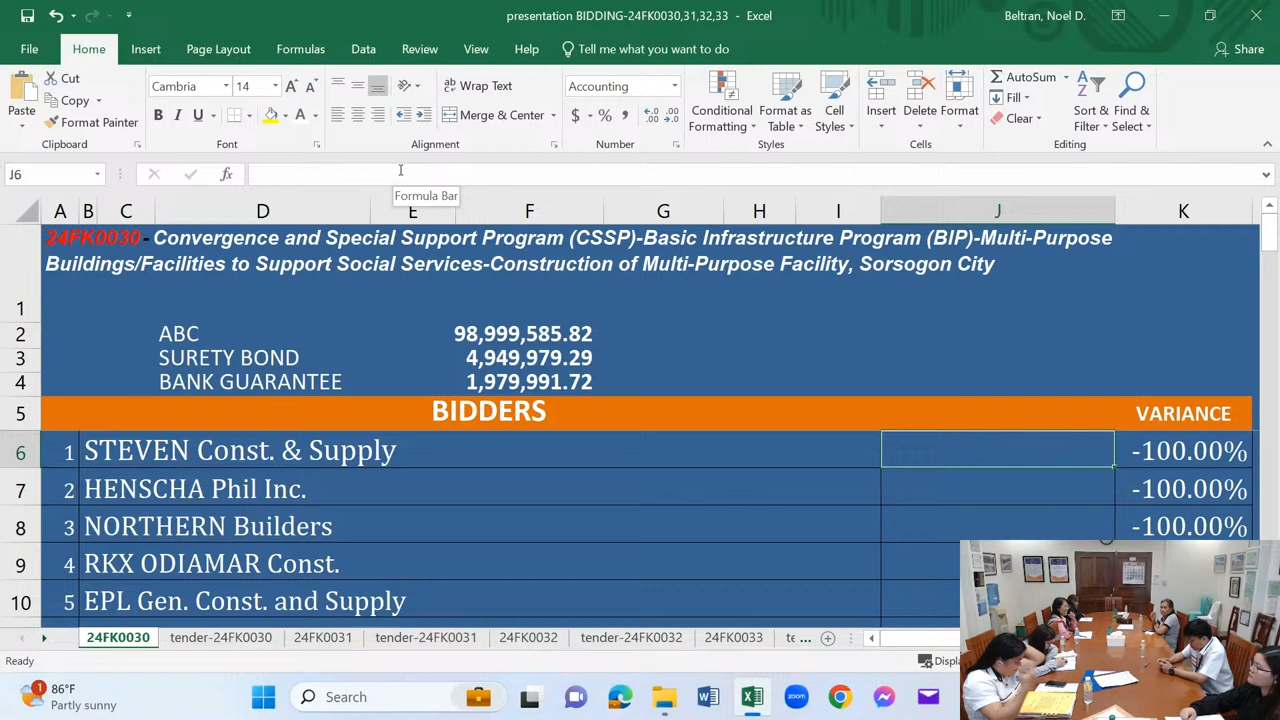 presentation BIDDING-24FK0030,31,32,33 - Excel
Beltran, Noel D.
File Home Insert Page Layout Formulas Data Review View Help Tell me what you want to do Share
Paste Cut Copy Format Painter Clipboard
Cambria 14 Font
Wrap Text Merge & Center Alignment
Accounting Number
Conditional Formatting Format as Table Cell Styles Styles
Insert Delete Format Cells
AutoSum Fill Clear Sort & Filter Find & Select Editing
J6 fx
Formula Bar
A B C D E F G H I J K
1 24FK0030 - Convergence and Special Support Program (CSSP)-Basic Infrastructure Program (BIP)-Multi-Purpose
Buildings/Facilities to Support Social Services-Construction of Multi-Purpose Facility, Sorsogon City
2 ABC 98,999,585.82
3 SURETY BOND 4,949,979.29
4 BANK GUARANTEE 1,979,991.72
5 BIDDERS VARIANCE
6 1 STEVEN Const. & Supply -100.00%
7 2 HENSCHA Phil Inc. -100.00%
8 3 NORTHERN Builders -100.00%
9 4 RKX ODIAMAR Const.
10 5 EPL Gen. Const. and Supply
24FK0030 tender-24FK0030 24FK0031 tender-24FK0031 24FK0032 tender-24FK0032 24FK0033 te ...
Ready Displ
1 86°F
Partly sunny
Search
zoom